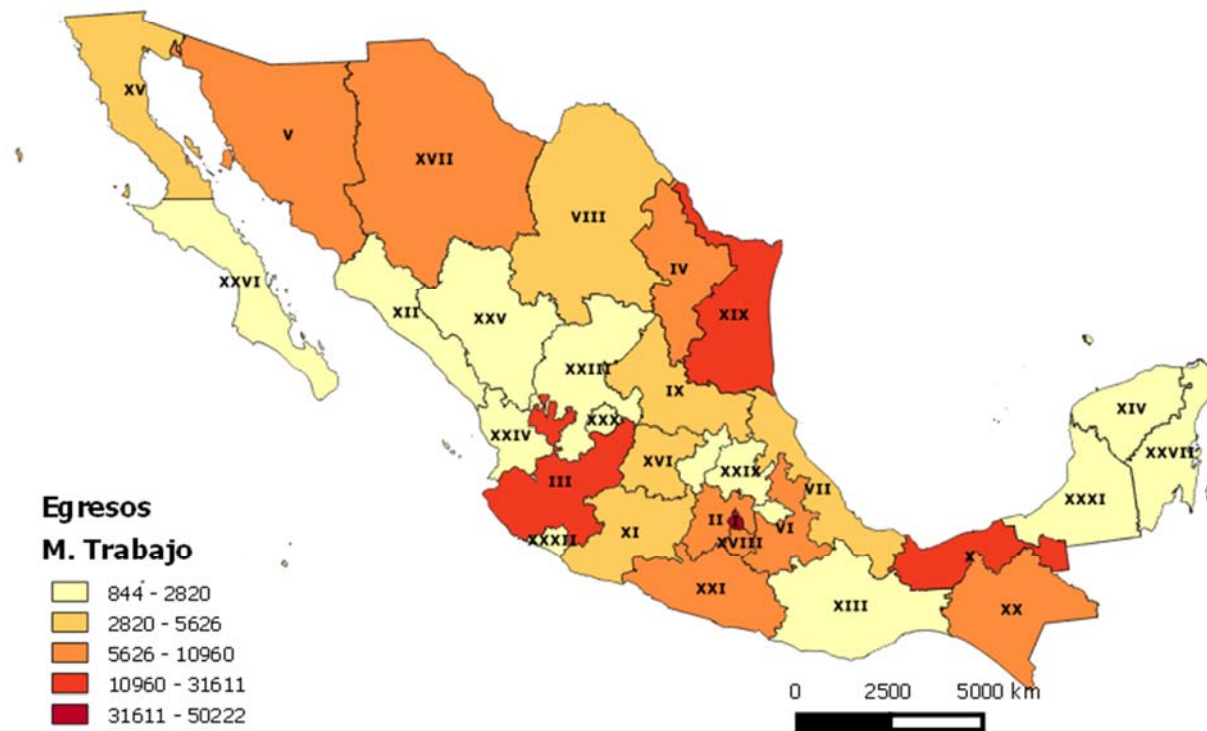 XV
V
XVII
VIII
XXVI
IV
XII
XXV
XIX
XXIII
IX
XXX
XXIV
XIV
XVI
XXIX
XXVII
III
VII
XXXI
II
I
VI
XXXII
XI
XVIII
X
XXI
XIII
XX
Egresos
M. Trabajo
844 - 2820
2820 - 5626
5626 - 10960
10960 - 31611
31611 - 50222
0 2500 5000 km